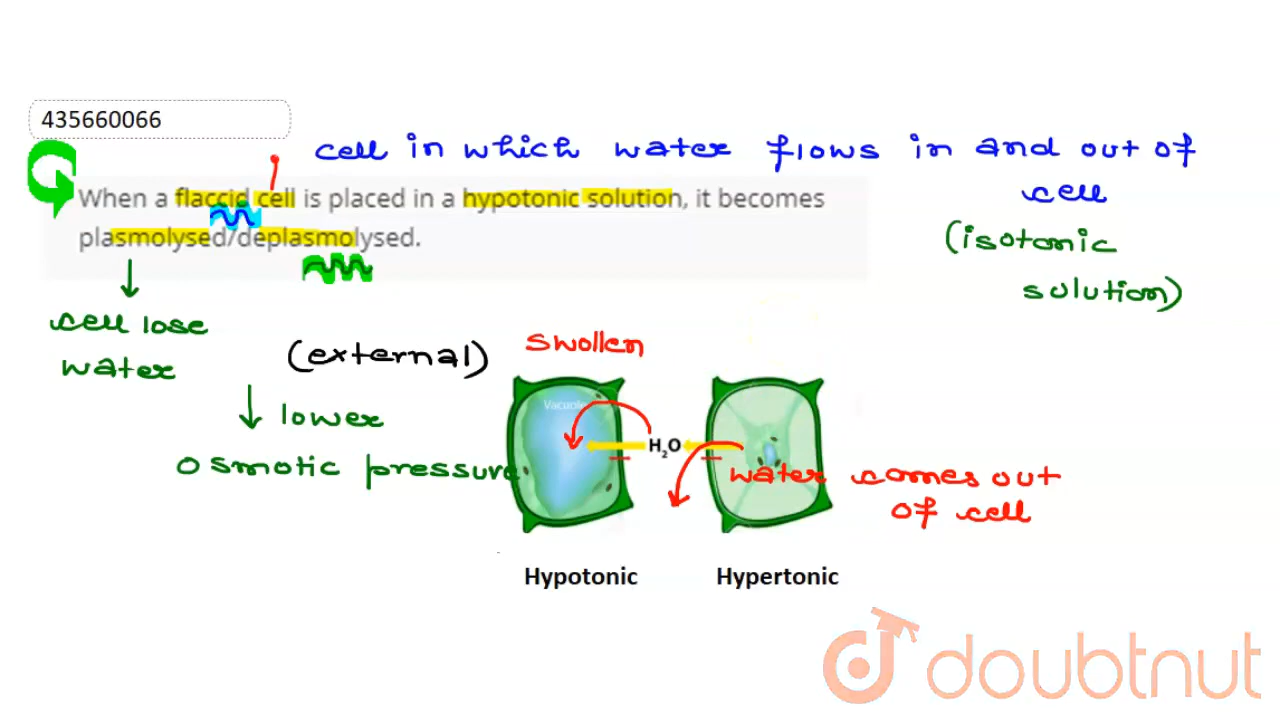 435660066
cell in which water flows in and out of
cell
When a flaccid cell is placed in a hypotonic solution, it becomes
plasmolysed/deplasmolysed.
(isotonic
solution)
cell lose
water
(external)
lower
osmotic pressure
swollen
Vacuole
H₂O
water comes out
of cell
Hypotonic
Hypertonic
doubtnut